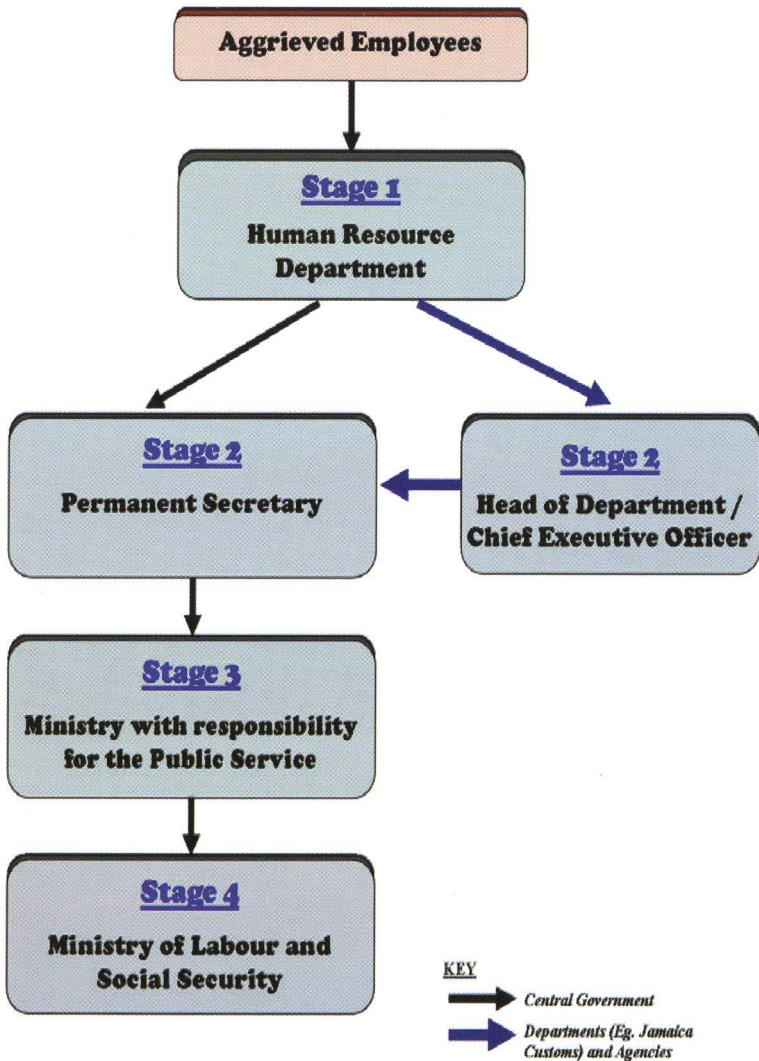 Aggrieved Employees
Stage 1
Human Resource
Department
Stage 2
Permanent Secretary
Stage 2
Head of Department /
Chief Executive Officer
Stage 3
Ministry with responsibility
for the Public Service
Stage 4
Ministry of Labour and
Social Security
KEY
Central Government
Departments (Eg. Jamaica
Customs) and Agencies